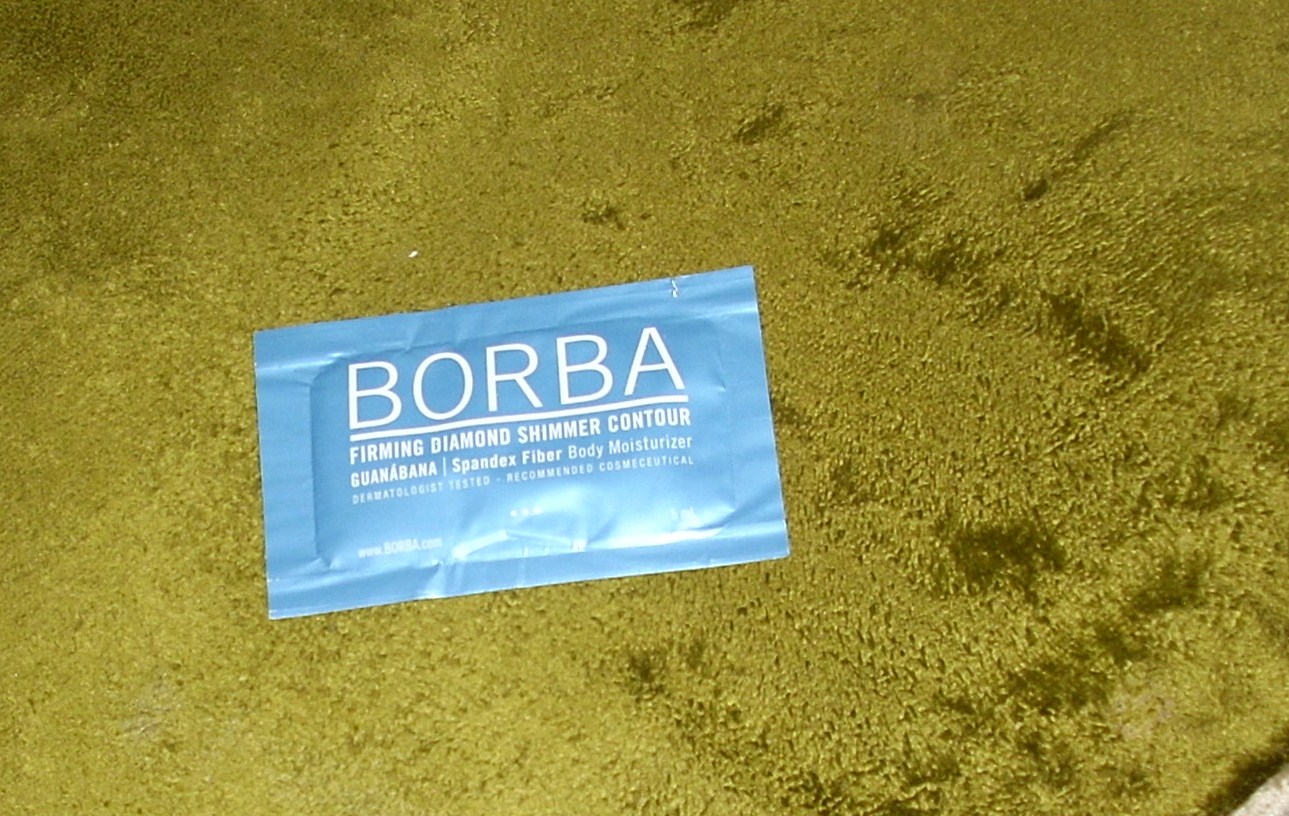 BORBA
FIRMING DIAMOND SHIMMER CONTOUR
GUANÁBANA | Spandex Fiber Body Moisturizer
DERMATOLOGIST TESTED - RECOMMENDED COSMECEUTICAL
www.BORBA.com